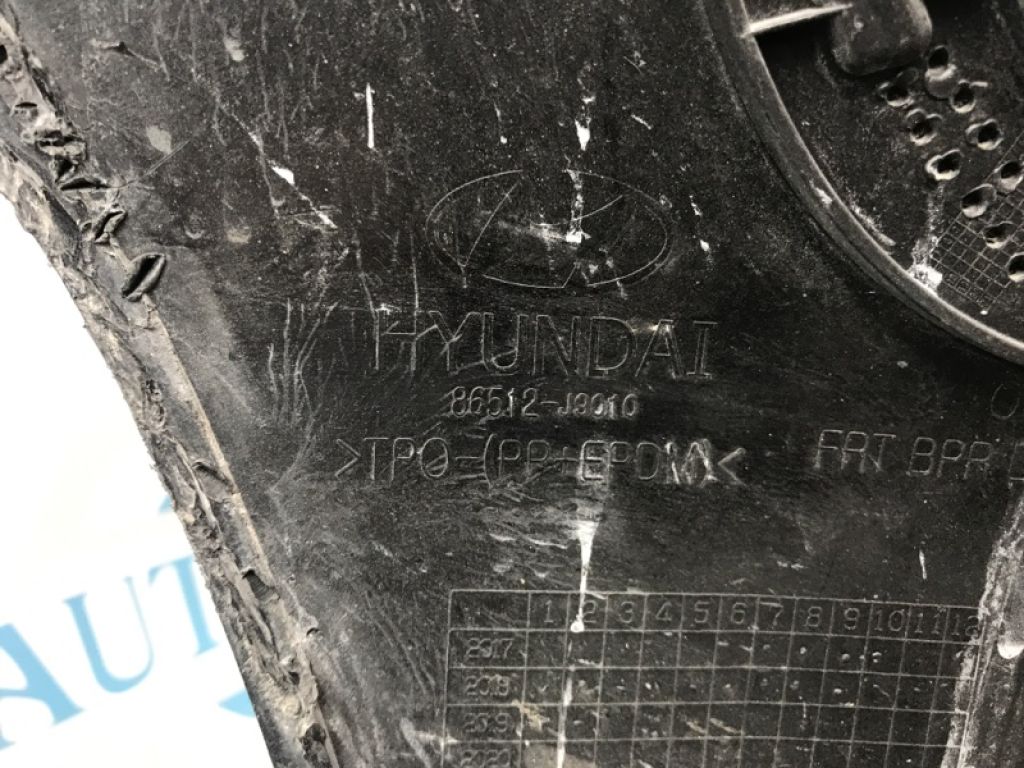 HYUNDAI
86512-J9010
>TPO-(PP+EPDM)<
FRT BPR
1 2 3 4 5 6 7 8 9 10 11 12
2017
2018
2019
2020
AUT